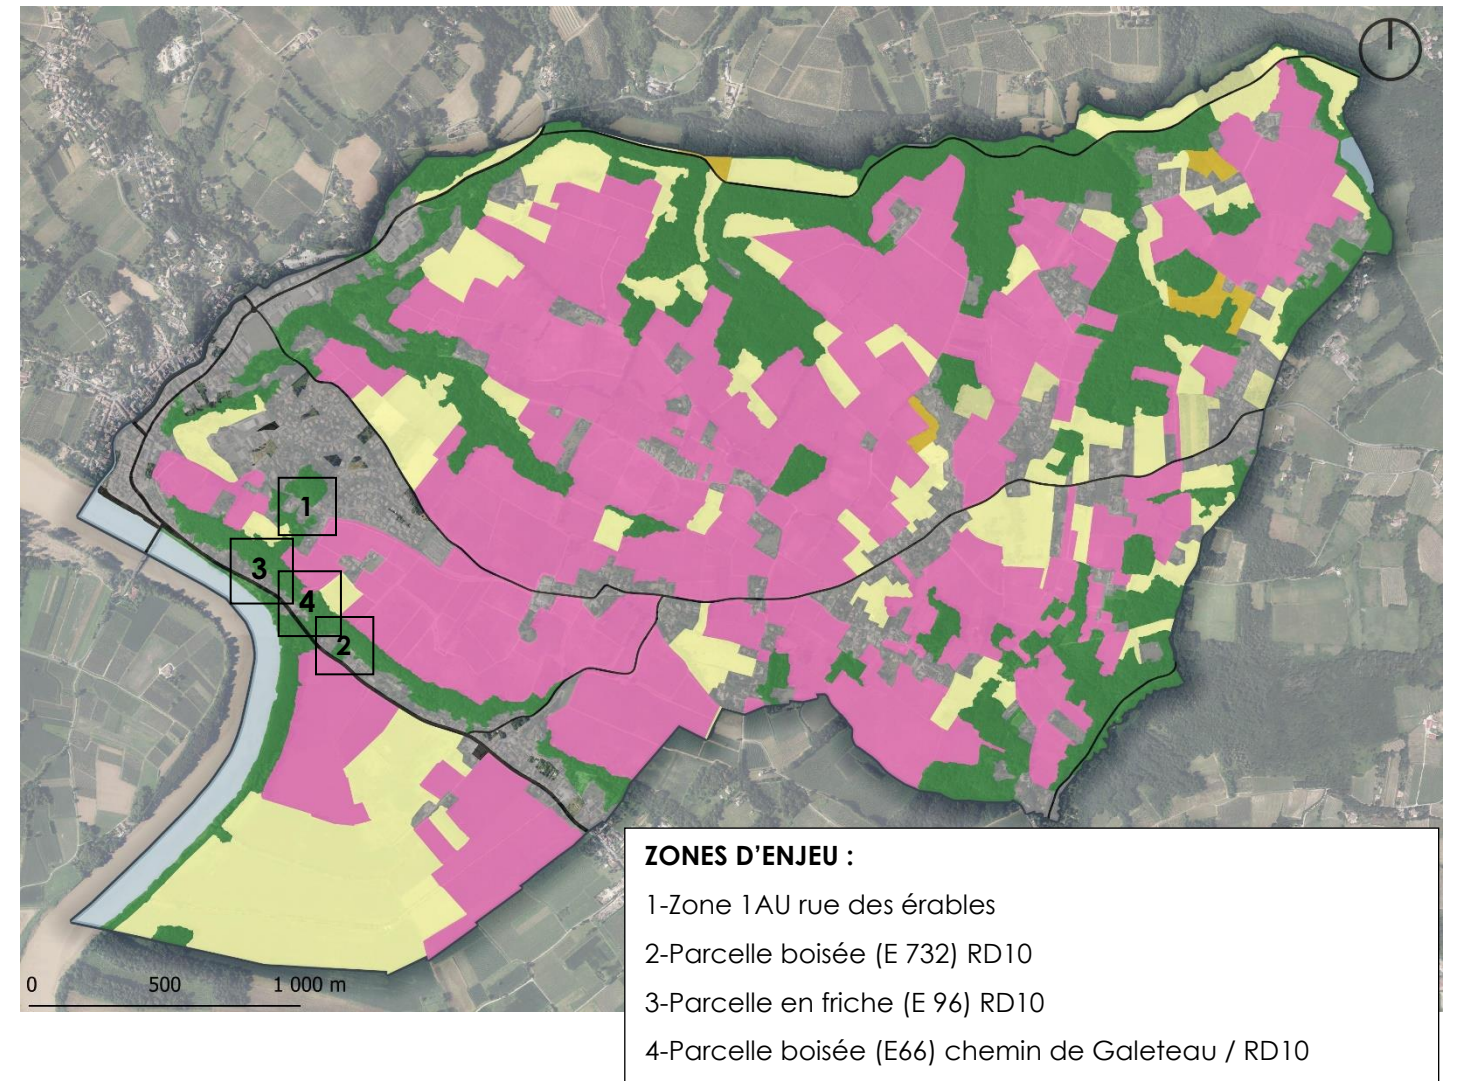 1
3
4
2
0 500 1 000 m
ZONES D’ENJEU :
1-Zone 1AU rue des érables
2-Parcelle boisée (E 732) RD10
3-Parcelle en friche (E 96) RD10
4-Parcelle boisée (E66) chemin de Galeteau / RD10